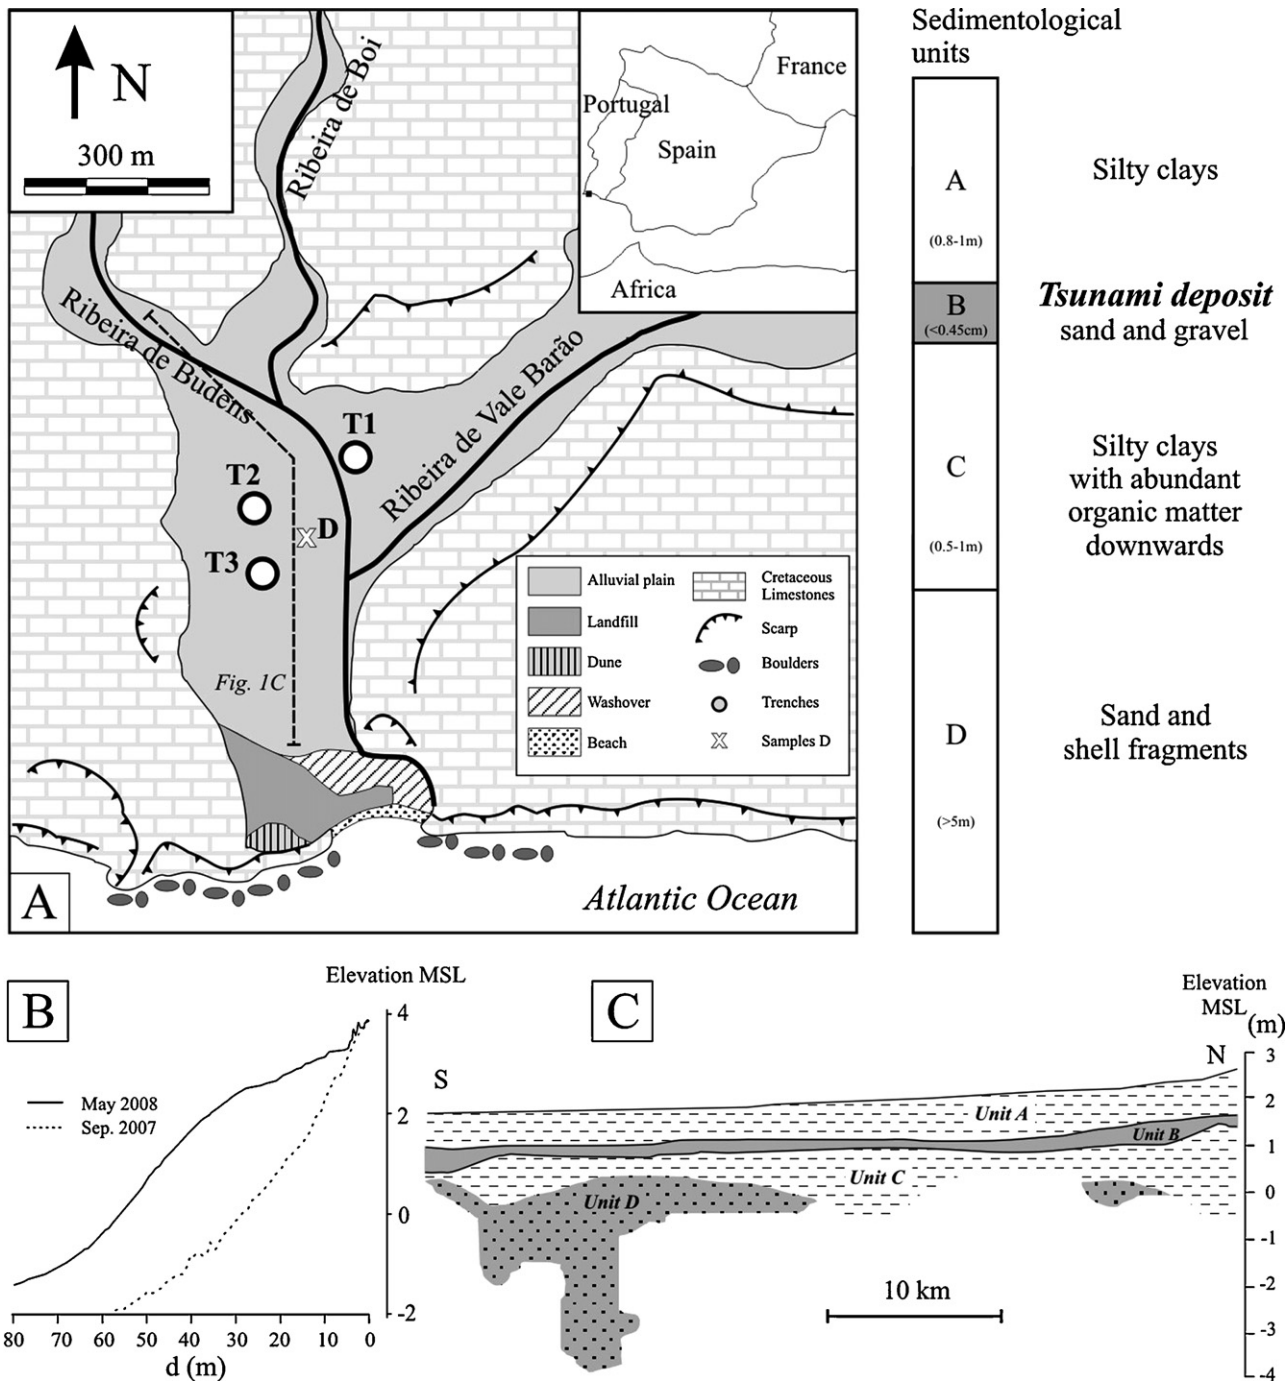 N
300 m
Ribeira de Boi
France
Portugal
Spain
Africa
Ribeira de Budens
Ribeira de Vale Barão
T1
T2
D
T3
Fig. 1C
Alluvial plain
Cretaceous
Limestones
Landfill
Scarp
Dune
Boulders
Washover
Trenches
Beach
Samples D
Atlantic Ocean
A
Sedimentological
units
A
(0.8-1m)
Silty clays
B
(<0.45cm)
Tsunami deposit
sand and gravel
C
(0.5-1m)
Silty clays
with abundant
organic matter
downwards
D
(>5m)
Sand and
shell fragments
B
Elevation MSL
4
2
0
-2
May 2008
Sep. 2007
80 70 60 50 40 30 20 10 0
d (m)
C
Elevation
MSL
(m)
S
N
3
2
1
0
-1
-2
-3
-4
Unit A
Unit B
Unit C
Unit D
10 km